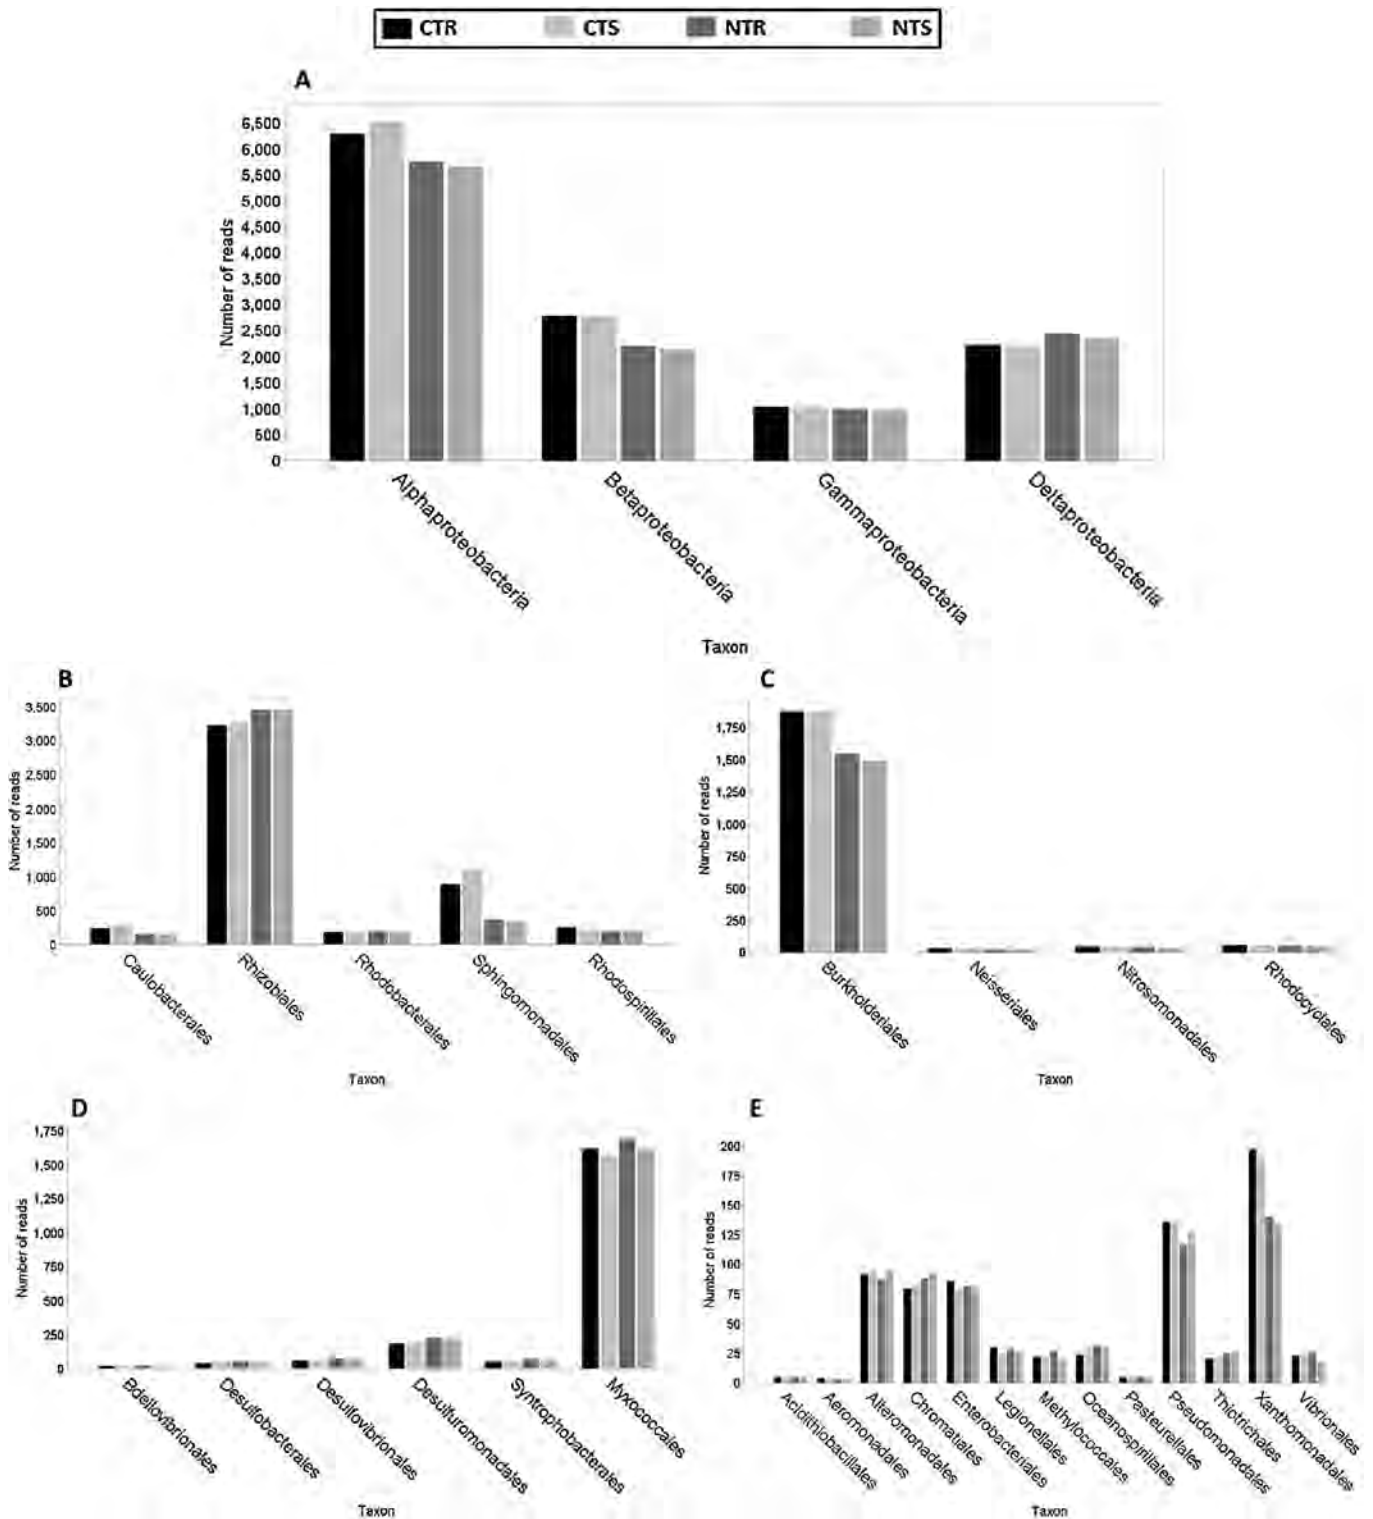 CTR CTS NTR NTS
A
6,500
6,000
5,500
5,000
4,500
4,000
3,500
3,000
2,500
2,000
1,500
1,000
500
0
Number of reads
Alphaproteobacteria
Betaproteobacteria
Gammaproteobacteria
Deltaproteobacteria
Taxon
B
3,500
3,000
2,500
2,000
1,500
1,000
500
0
Number of reads
Caulobacterales
Rhizobiales
Rhodobacterales
Sphingomonadales
Rhodospirillales
Taxon
C
1,750
1,500
1,250
1,000
750
500
250
0
Number of reads
Burkholderiales
Neisseriales
Nitrosomonadales
Rhodocyclales
Taxon
D
1,750
1,500
1,250
1,000
750
500
250
0
Number of reads
Bdellovibrionales
Desulfobacterales
Desulfovibrionales
Desulfuromonadales
Syntrophobacterales
Myxococcales
Taxon
E
200
175
150
125
100
75
50
25
0
Number of reads
Acidithiobacillales
Aeromonadales
Alteromonadales
Chromatiales
Enterobacteriales
Legionellales
Methylococcales
Oceanospirillales
Pasteurellales
Pseudomonadales
Thiotrichales
Xanthomonadales
Vibrionales
Taxon